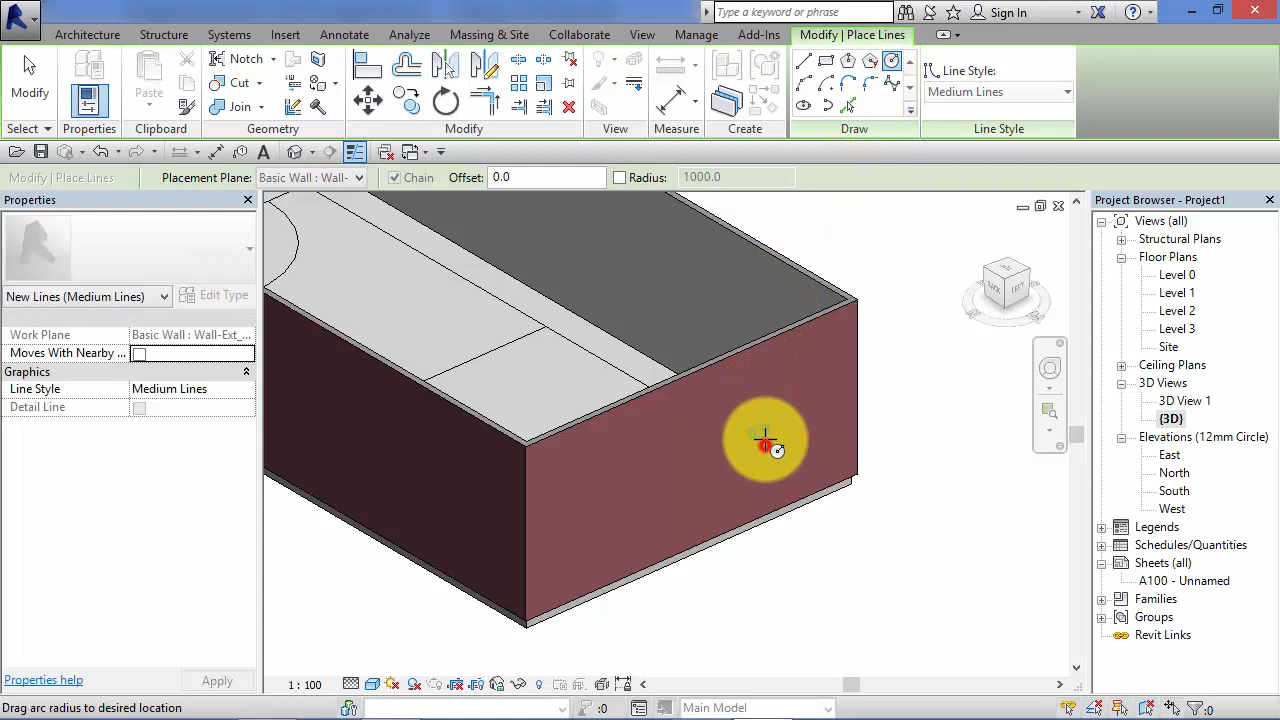 Type a keyword or phrase
Sign In
Architecture Structure Systems Insert Annotate Analyze Massing & Site Collaborate View Manage Add-Ins Modify | Place Lines
Modify Paste Notch Cut Join Line Style:
Medium Lines
Select Properties Clipboard Geometry Modify View Measure Create Draw Line Style
Modify | Place Lines Placement Plane: Basic Wall : Wall- Chain Offset: 0.0 Radius: 1000.0
Properties
New Lines (Medium Lines) Edit Type
Work Plane Basic Wall : Wall-Ext_...
Moves With Nearby ...
Graphics
Line Style Medium Lines
Detail Line
Properties help Apply
BACK LEFT
Project Browser - Project1
Views (all)
Structural Plans
Floor Plans
Level 0
Level 1
Level 2
Level 3
Site
Ceiling Plans
3D Views
3D View 1
{3D}
Elevations (12mm Circle)
East
North
South
West
Legends
Schedules/Quantities
Sheets (all)
A100 - Unnamed
Families
Groups
Revit Links
1 : 100
Drag arc radius to desired location :0 Main Model :0